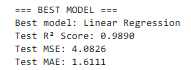 === BEST MODEL ===
Best model: Linear Regression
Test R² Score: 0.9890
Test MSE: 4.0826
Test MAE: 1.6111